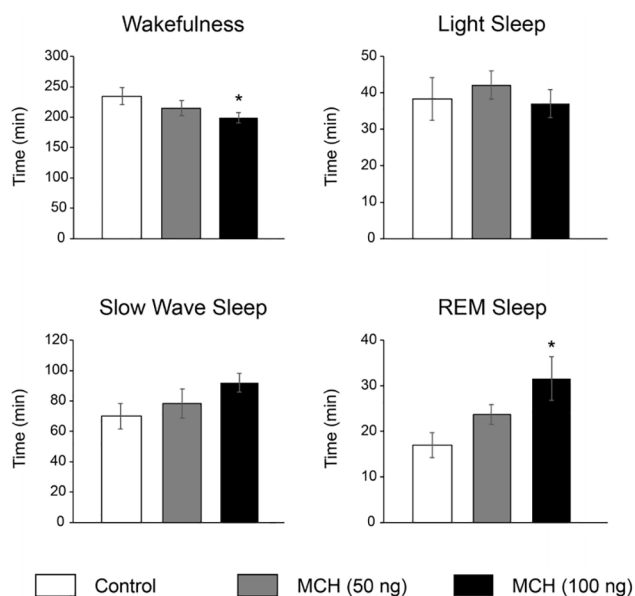 Wakefulness
Time (min)
300
250
200
150
100
50
0
*
Light Sleep
Time (min)
50
40
30
20
10
0
Slow Wave Sleep
Time (min)
120
100
80
60
40
20
0
REM Sleep
Time (min)
40
30
20
10
0
*
Control
MCH (50 ng)
MCH (100 ng)